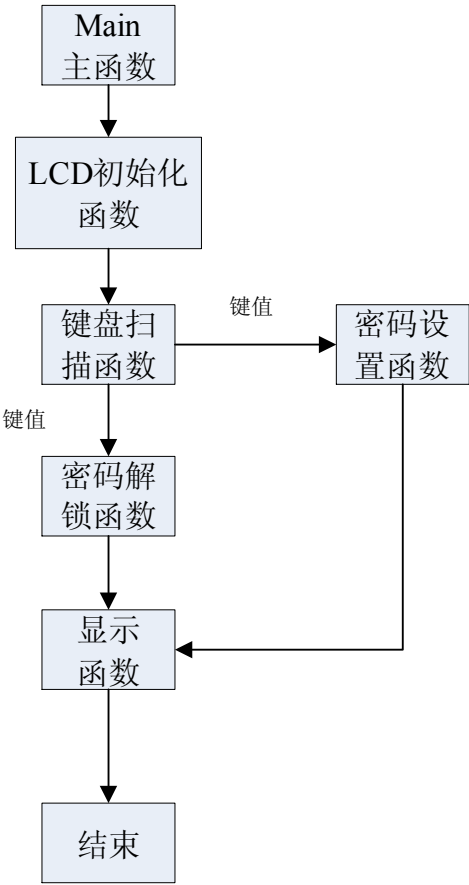 Main
主函数
LCD初始化
函数
键盘扫
描函数
键值
密码设
置函数
键值
密码解
锁函数
显示
函数
结束